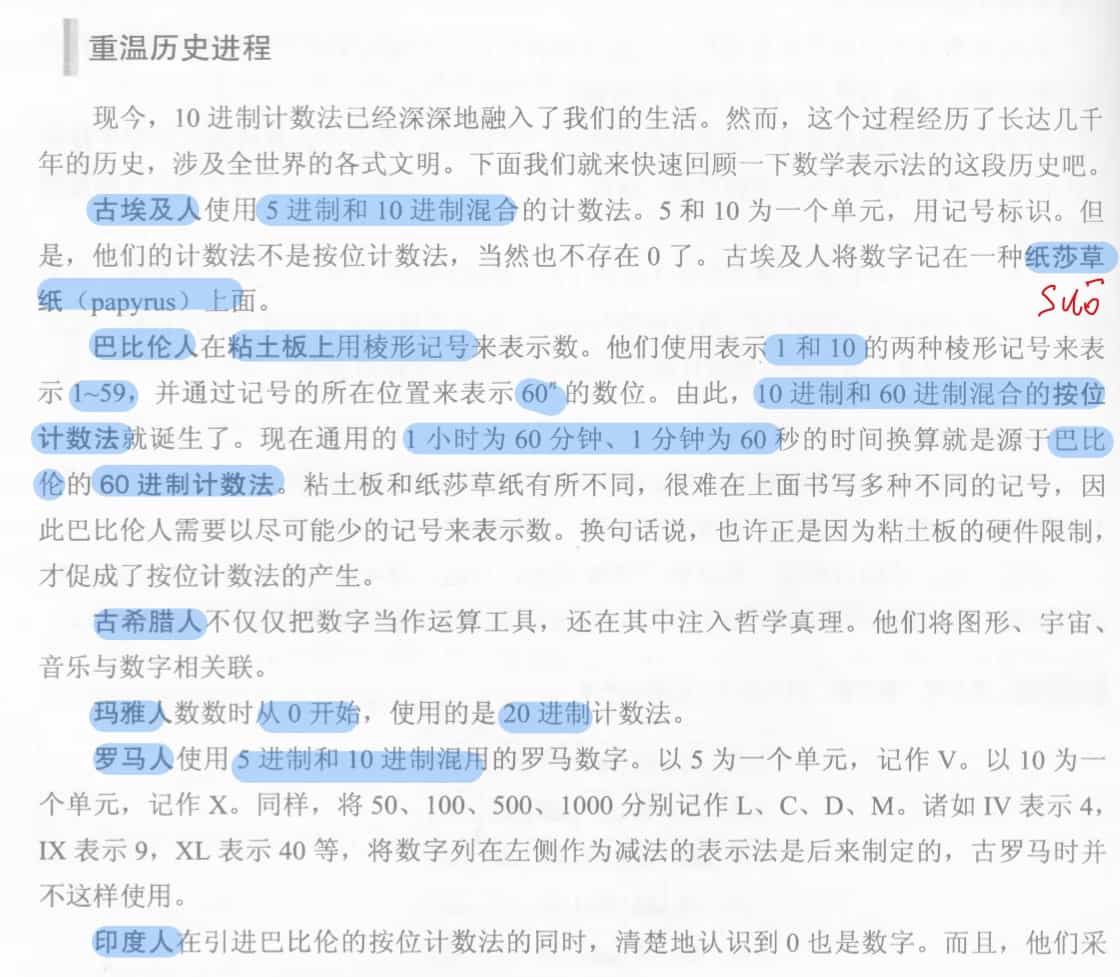 重温历史进程
现今，10 进制计数法已经深深地融入了我们的生活。然而，这个过程经历了长达几千
年的历史，涉及全世界的各式文明。下面我们就来快速回顾一下数学表示法的这段历史吧。
古埃及人使用 5 进制和 10 进制混合的计数法。5 和 10 为一个单元，用记号标识。但
是，他们的计数法不是按位计数法，当然也不存在 0 了。古埃及人将数字记在一种纸莎草
纸（papyrus）上面。
suō
巴比伦人在粘土板上用棱形记号来表示数。他们使用表示 1 和 10 的两种棱形记号来表
示 1~59，并通过记号的所在位置来表示 60ⁿ 的数位。由此，10 进制和 60 进制混合的按位
计数法就诞生了。现在通用的 1 小时为 60 分钟、1 分钟为 60 秒的时间换算就是源于巴比
伦的 60 进制计数法。粘土板和纸莎草纸有所不同，很难在上面书写多种不同的记号，因
此巴比伦人需要以尽可能少的记号来表示数。换句话说，也许正是因为粘土板的硬件限制，
才促成了按位计数法的产生。
古希腊人不仅仅把数字当作运算工具，还在其中注入哲学真理。他们将图形、宇宙、
音乐与数字相关联。
玛雅人数数时从 0 开始，使用的是 20 进制计数法。
罗马人使用 5 进制和 10 进制混用的罗马数字。以 5 为一个单元，记作 V。以 10 为一
个单元，记作 X。同样，将 50、100、500、1000 分别记作 L、C、D、M。诸如 IV 表示 4，
IX 表示 9，XL 表示 40 等，将数字列在左侧作为减法的表示法是后来制定的，古罗马时并
不这样使用。
印度人在引进巴比伦的按位计数法的同时，清楚地认识到 0 也是数字。而且，他们采